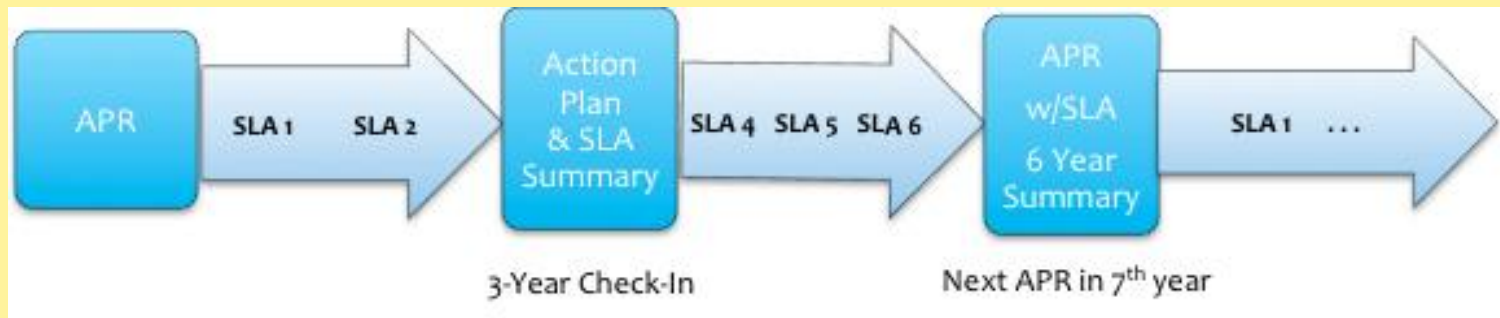 APR
SLA 1 SLA 2
Action
Plan
& SLA
Summary
SLA 4 SLA 5 SLA 6
APR
w/SLA
6 Year
Summary
SLA 1 ...
3-Year Check-In
Next APR in 7th year